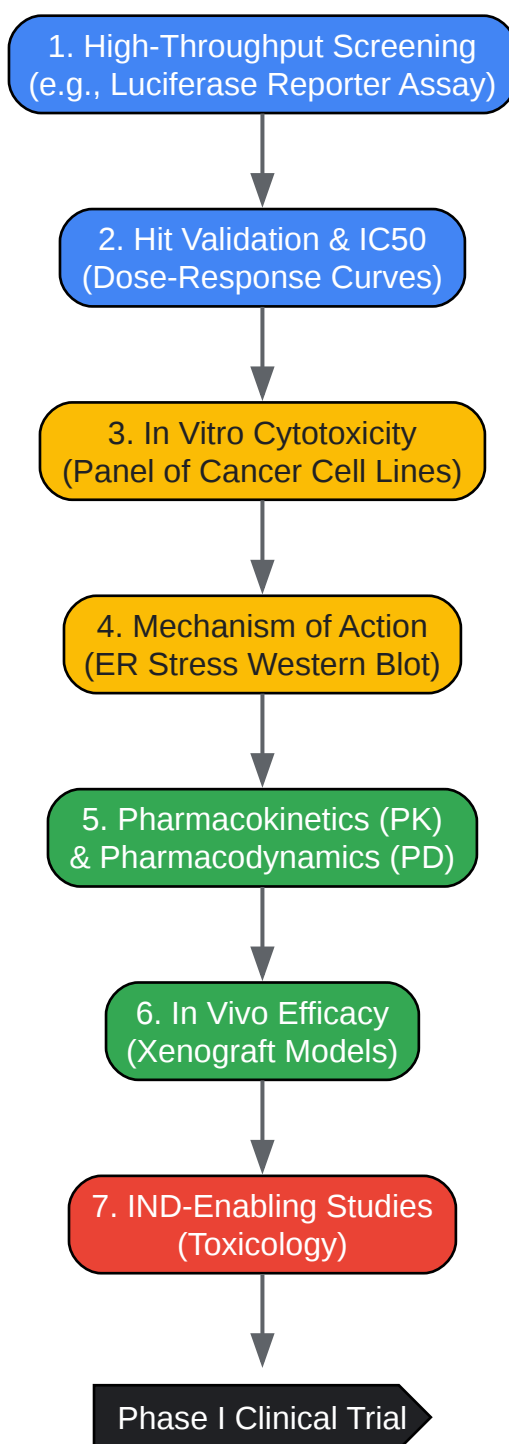 1. High-Throughput Screening
(e.g., Luciferase Reporter Assay)
2. Hit Validation & IC50
(Dose-Response Curves)
3. In Vitro Cytotoxicity
(Panel of Cancer Cell Lines)
4. Mechanism of Action
(ER Stress Western Blot)
5. Pharmacokinetics (PK)
& Pharmacodynamics (PD)
6. In Vivo Efficacy
(Xenograft Models)
7. IND-Enabling Studies
(Toxicology)
Phase I Clinical Trial